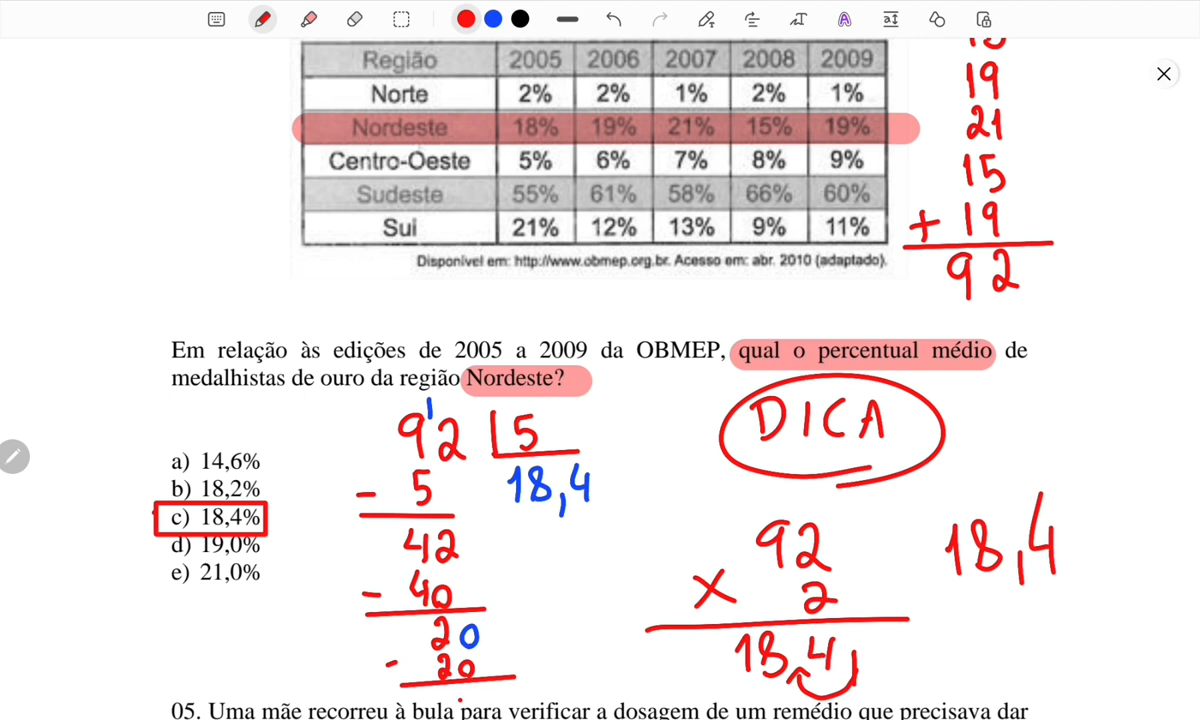 Região 2005 2006 2007 2008 2009
Norte 2% 2% 1% 2% 1%
Nordeste 18% 19% 21% 15% 19%
Centro-Oeste 5% 6% 7% 8% 9%
Sudeste 55% 61% 58% 66% 60%
Sui 21% 12% 13% 9% 11%
Disponível em: http://www.obmep.org.br. Acesso em: abr. 2010 (adaptado).
19
21
15
+ 19
92
Em relação às edições de 2005 a 2009 da OBMEP, qual o percentual médio de
medalhistas de ouro da região Nordeste?
a) 14,6%
b) 18,2%
c) 18,4%
d) 19,0%
e) 21,0%
1
92 5
- 5 18,4
42
- 40
20
- 20
DICA
92
× 2
18,4
18,4
05. Uma mãe recorreu à bula para verificar a dosagem de um remédio que precisava dar